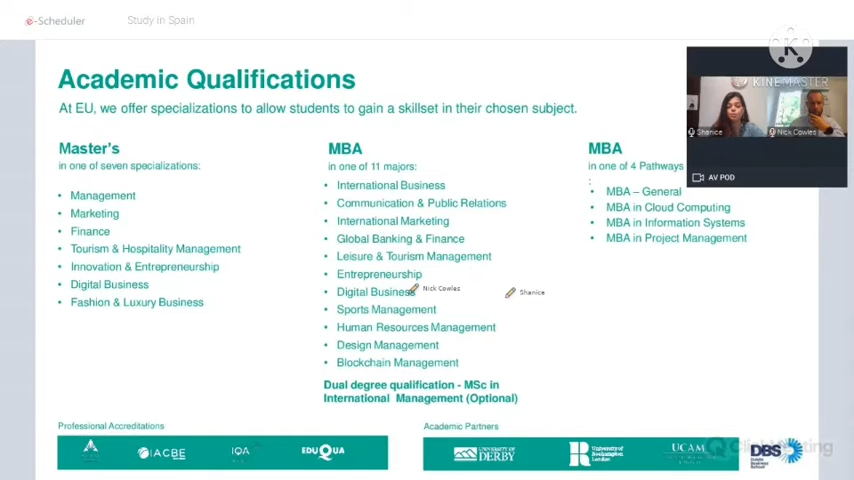 e-Scheduler
Study in Spain
Academic Qualifications
At EU, we offer specializations to allow students to gain a skillset in their chosen subject.
Master's
in one of seven specializations:
• Management
• Marketing
• Finance
• Tourism & Hospitality Management
• Innovation & Entrepreneurship
• Digital Business
• Fashion & Luxury Business
MBA
in one of 11 majors:
• International Business
• Communication & Public Relations
• International Marketing
• Global Banking & Finance
• Leisure & Tourism Management
• Entrepreneurship
• Digital Business
• Sports Management
• Human Resources Management
• Design Management
• Blockchain Management
Dual degree qualification - MSc in
International Management (Optional)
MBA
in one of 4 Pathways
:
• MBA – General
• MBA in Cloud Computing
• MBA in Information Systems
• MBA in Project Management
Nick Cowles
Shanice
K
KINEMASTER
Shanice
Nick Cowles
AV POD
Professional Accreditations
IACBE
IQA
EDUQUA
Academic Partners
UNIVERSITY
OF DERBY
University of
Roehampton
London
UCAM
DBS
ClickMeeting